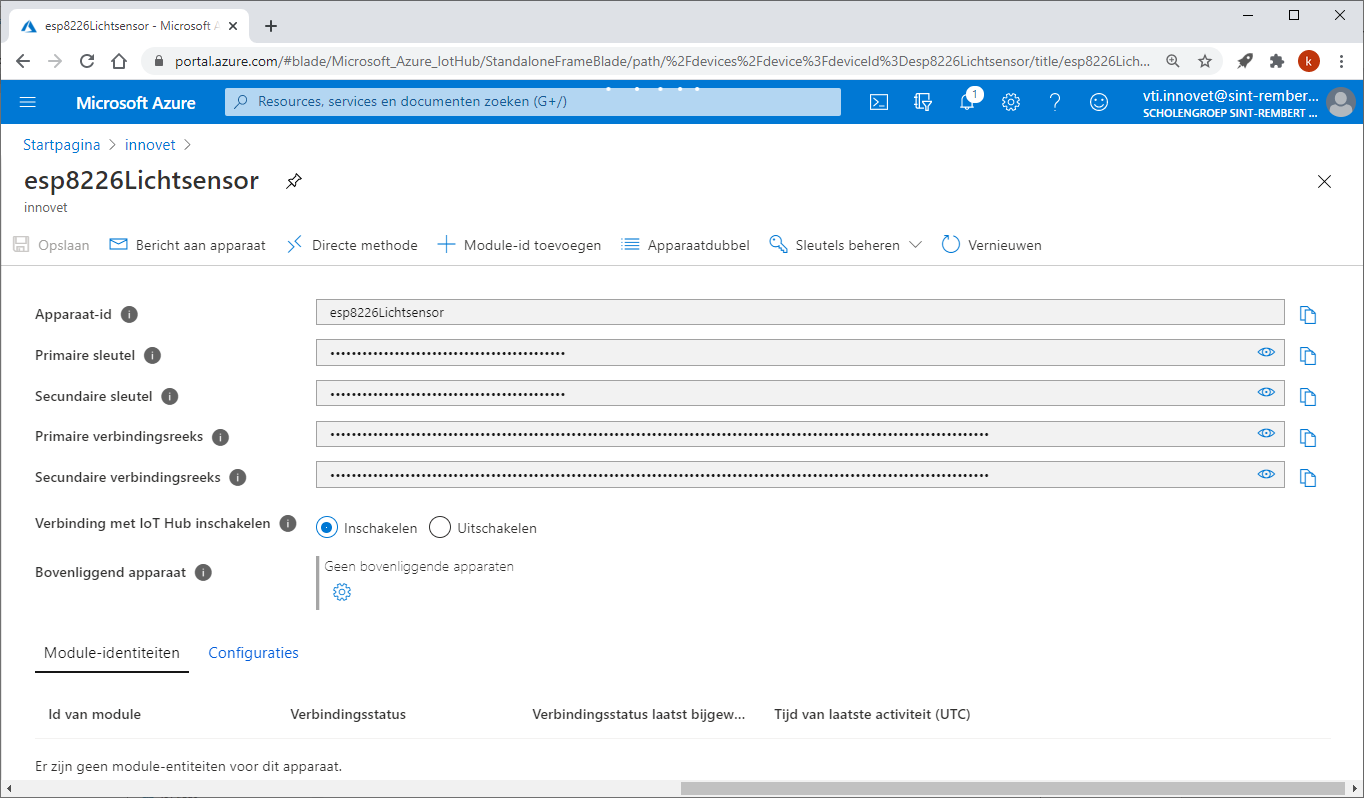 esp8226Lichtsensor - Microsoft A
portal.azure.com/#blade/Microsoft_Azure_IotHub/StandaloneFrameBlade/path/%2Fdevices%2Fdevice%3FdeviceId%3Desp8226Lichtsensor/title/esp8226Lich...
k
Microsoft Azure
Resources, services en documenten zoeken (G+/)
1
vti.innovet@sint-rember...
SCHOLENGROEP SINT-REMBERT ...
Startpagina > innovet >
esp8226Lichtsensor
innovet
Opslaan Bericht aan apparaat Directe methode Module-id toevoegen Apparaatdubbel Sleutels beheren Vernieuwen
Apparaat-id esp8226Lichtsensor
Primaire sleutel
Secundaire sleutel
Primaire verbindingsreeks
Secundaire verbindingsreeks
Verbinding met IoT Hub inschakelen Inschakelen Uitschakelen
Bovenliggend apparaat Geen bovenliggende apparaten
Module-identiteiten Configuraties
Id van module Verbindingsstatus Verbindingsstatus laatst bijgew... Tijd van laatste activiteit (UTC)
Er zijn geen module-entiteiten voor dit apparaat.